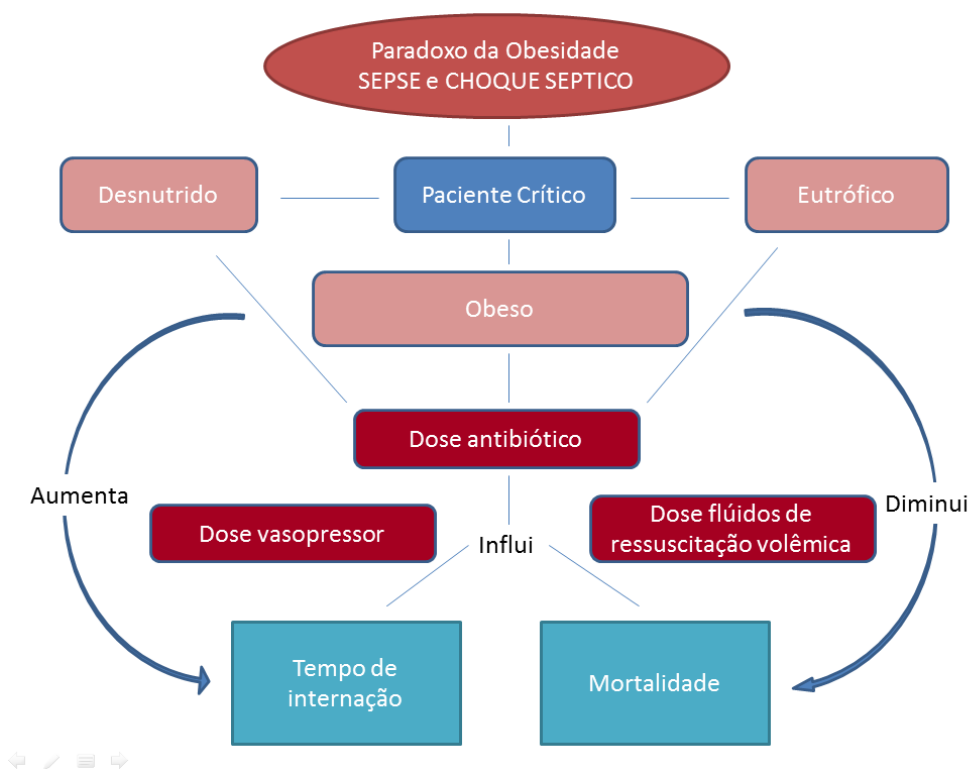 Paradoxo da Obesidade
SEPSE e CHOQUE SEPTICO
Desnutrido
Paciente Crítico
Eutrófico
Obeso
Dose antibiótico
Aumenta
Diminui
Dose vasopressor
Influi
Dose flúidos de
ressuscitação volêmica
Tempo de
internação
Mortalidade